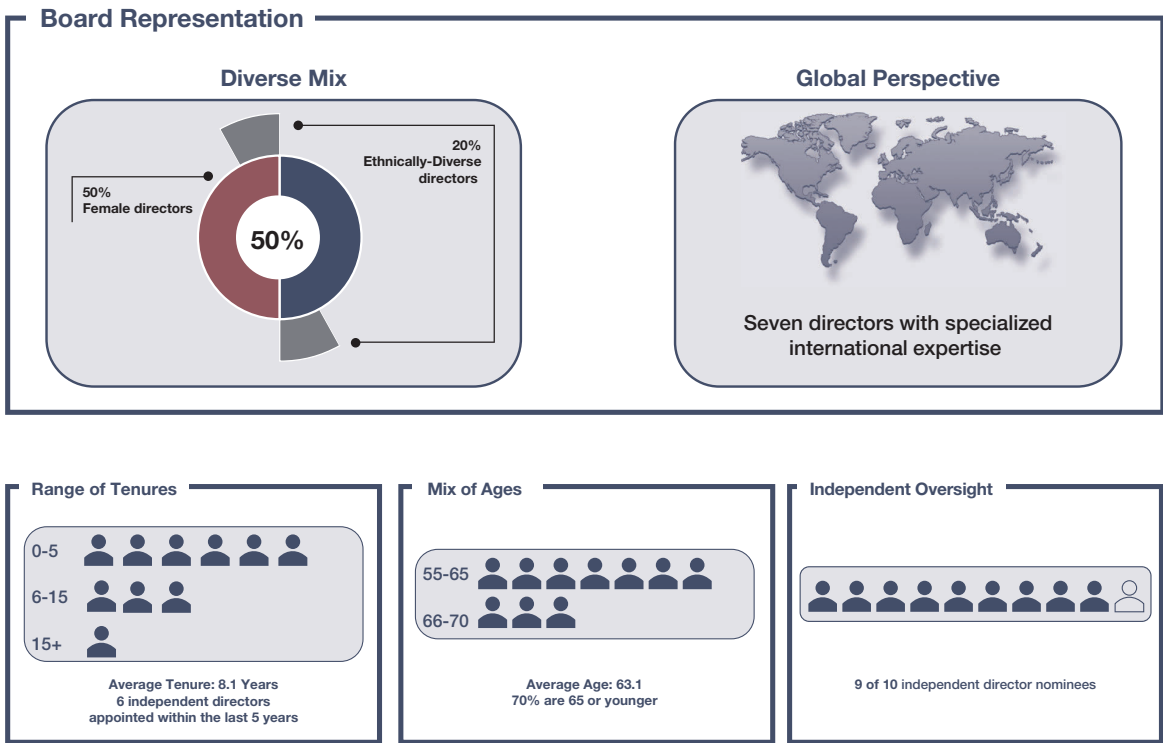 Board Representation
Diverse Mix
50%
Female directors
50%
20%
Ethnically-Diverse
directors
Global Perspective
Seven directors with specialized
international expertise
Range of Tenures
0-5
6-15
15+
Average Tenure: 8.1 Years
6 independent directors
appointed within the last 5 years
Mix of Ages
55-65
66-70
Average Age: 63.1
70% are 65 or younger
Independent Oversight
9 of 10 independent director nominees